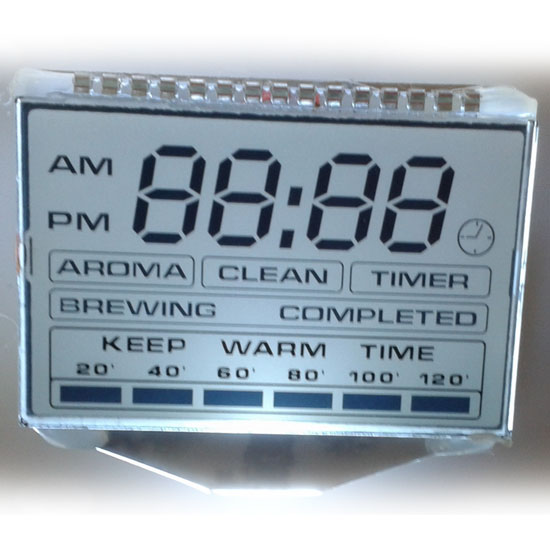 AM 88:88
PM
AROMA CLEAN TIMER
BREWING COMPLETED
KEEP WARM TIME
20' 40' 60' 80' 100' 120'